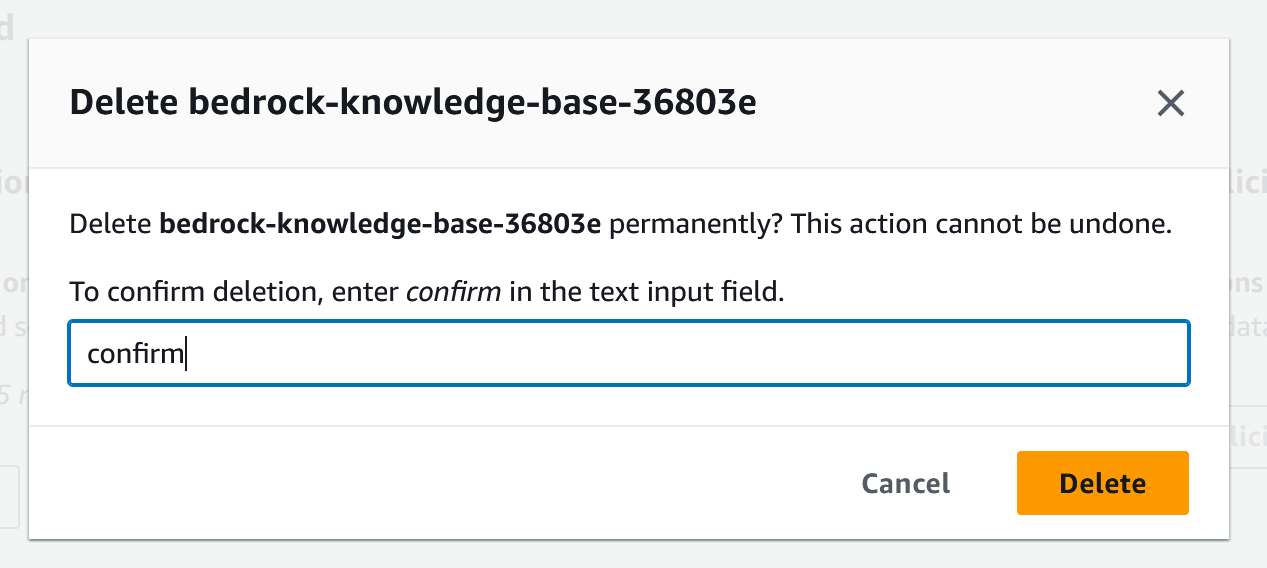 Delete bedrock-knowledge-base-36803e
Delete bedrock-knowledge-base-36803e permanently? This action cannot be undone.
To confirm deletion, enter confirm in the text input field.
confirm
Cancel
Delete